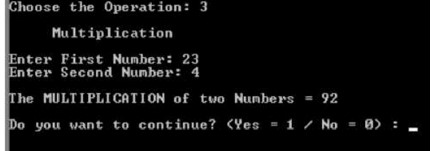 Choose the Operation: 3
Multiplication
Enter First Number: 23
Enter Second Number: 4
The MULTIPLICATION of two Numbers = 92
Do you want to continue? (Yes = 1 / No = 0) : _